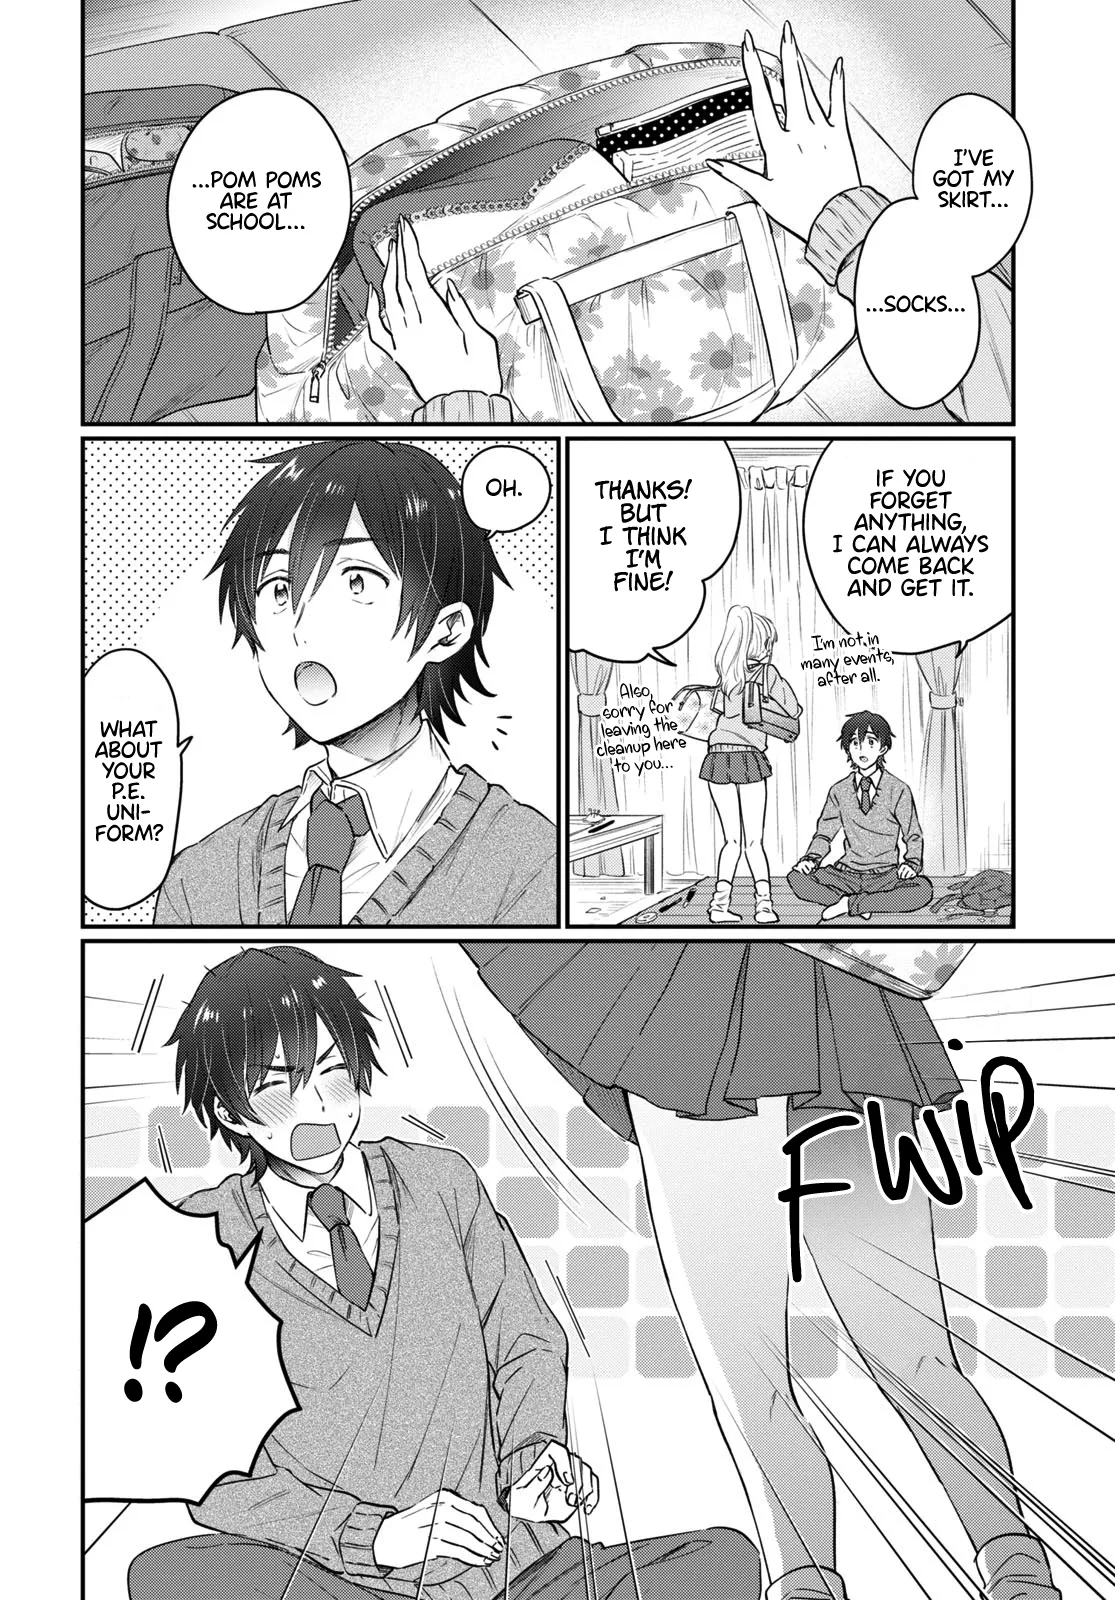 I'VE
GOT MY
SKIRT...
...SOCKS...
...POM POMS
ARE AT
SCHOOL...
IF YOU
FORGET
ANYTHING,
I CAN ALWAYS
COME BACK
AND GET IT.
I'm not in
many events,
after all.
THANKS!
BUT
I THINK
I'M
FINE!
Also,
sorry for
leaving the
cleanup here
to you...
OH.
WHAT
ABOUT
YOUR
P.E.
UNI-
FORM?
FWIP
!?